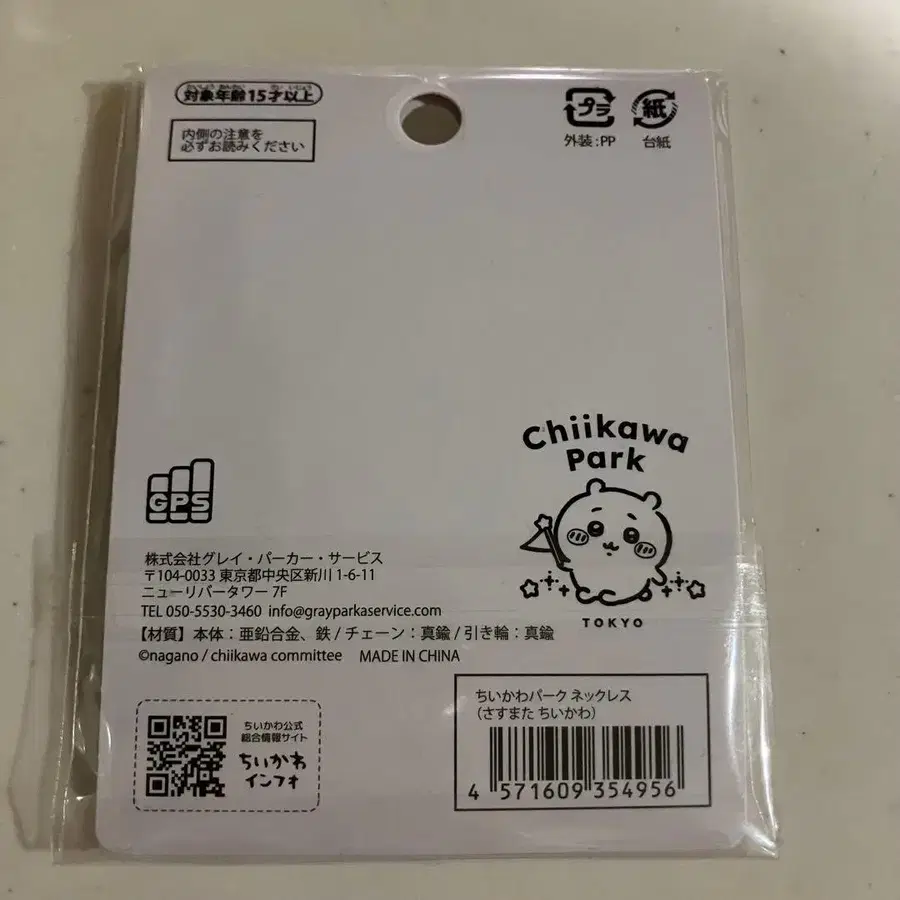 対象年齢15才以上
内側の注意を
必ずお読みください
プラ
外装:PP
紙
台紙
Chiikawa
Park
TOKYO
GPS
株式会社グレイ・パーカー・サービス
〒104-0033 東京都中央区新川 1-6-11
ニューリバータワー 7F
TEL 050-5530-3460 info@grayparkaservice.com
【材質】本体:亜鉛合金、鉄 / チェーン:真鍮 / 引き輪:真鍮
©nagano / chiikawa committee MADE IN CHINA
ちいかわ公式
総合情報サイト
ちいかわ
インフォ
ちいかわパーク ネックレス
(さすまた ちいかわ)
4 571609 354956